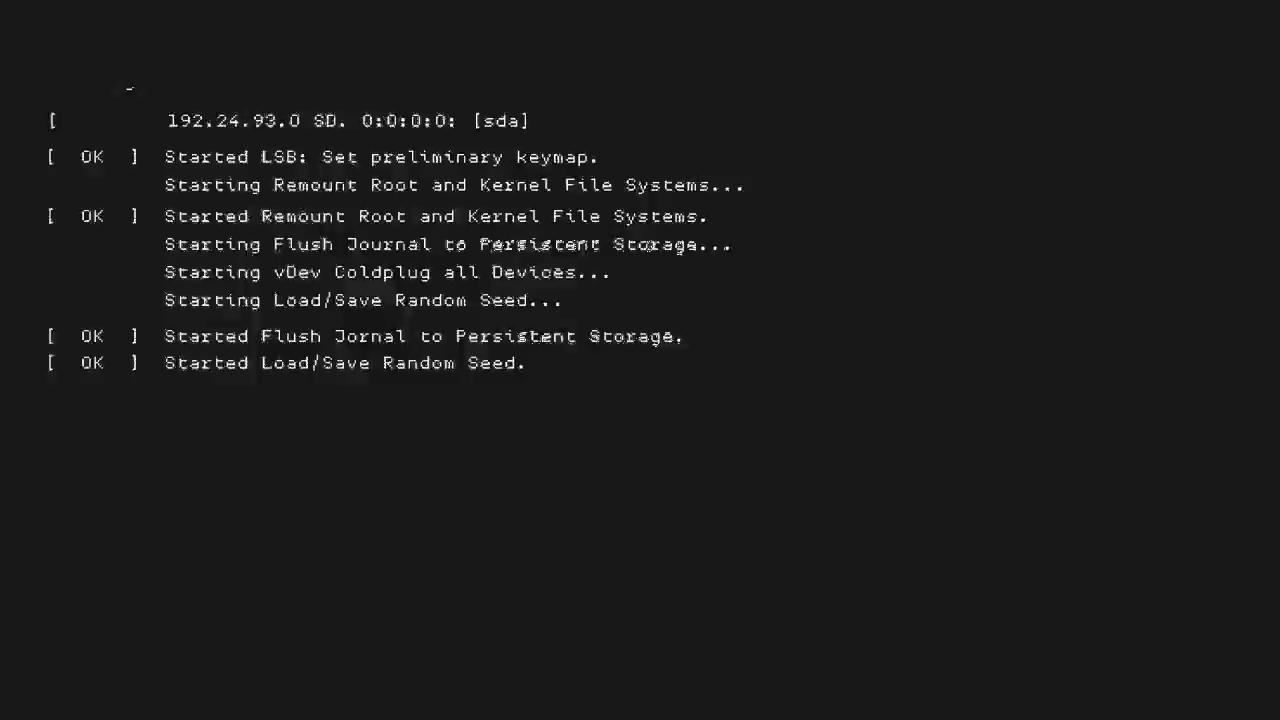 [ 192.24.93.0 SD. 0:0:0:0: [sda]
[ OK ] Started LSB: Set preliminary keymap.
Starting Remount Root and Kernel File Systems...
[ OK ] Started Remount Root and Kernel File Systems.
Starting Flush Journal to Persistent Storage...
Starting vDev Coldplug all Devices...
Starting Load/Save Random Seed...
[ OK ] Started Flush Jornal to Persistent Storage.
[ OK ] Started Load/Save Random Seed.